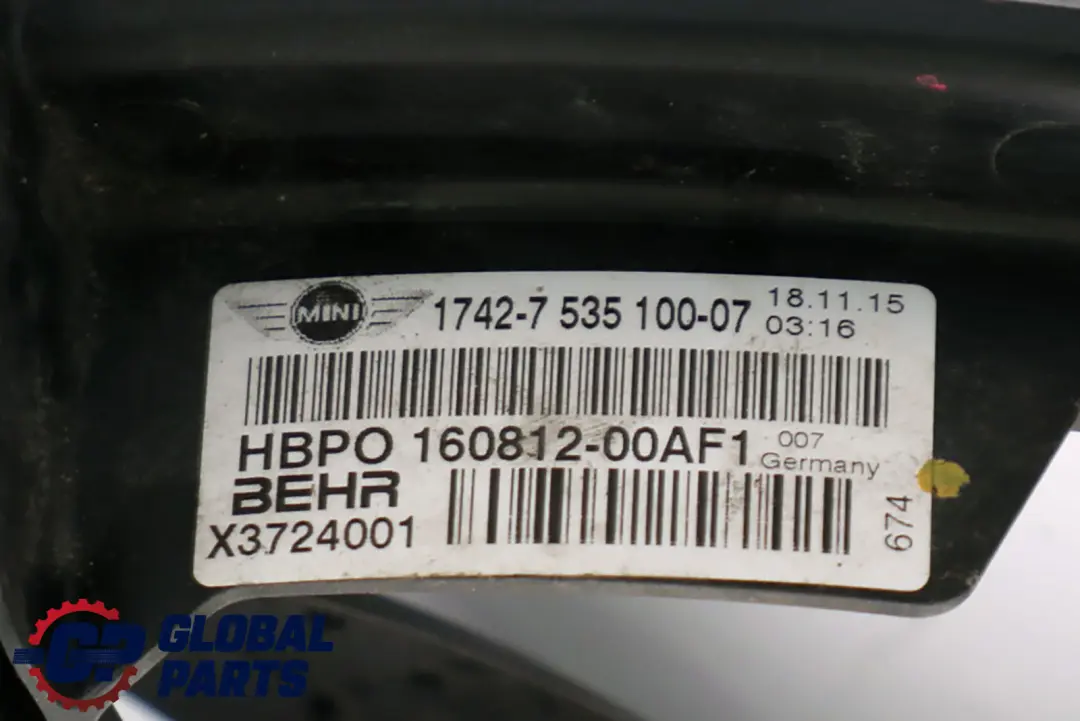 MINI 1742-7 535 100-07 18.11.15
03:16
HBPO 160812-00AF1 007
Germany
BEHR
X3724001
674
GP GLOBAL
PARTS